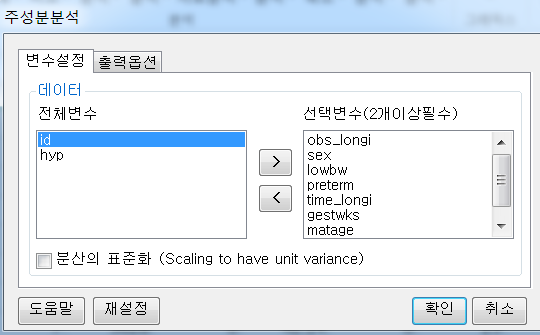 주성분분석
변수설정
출력옵션
데이터
전체변수
id
hyp
>
<
선택변수(2개이상필수)
obs_longi
sex
lowbw
preterm
time_longi
gestwks
matage
분산의 표준화 (Scaling to have unit variance)
도움말
재설정
확인
취소